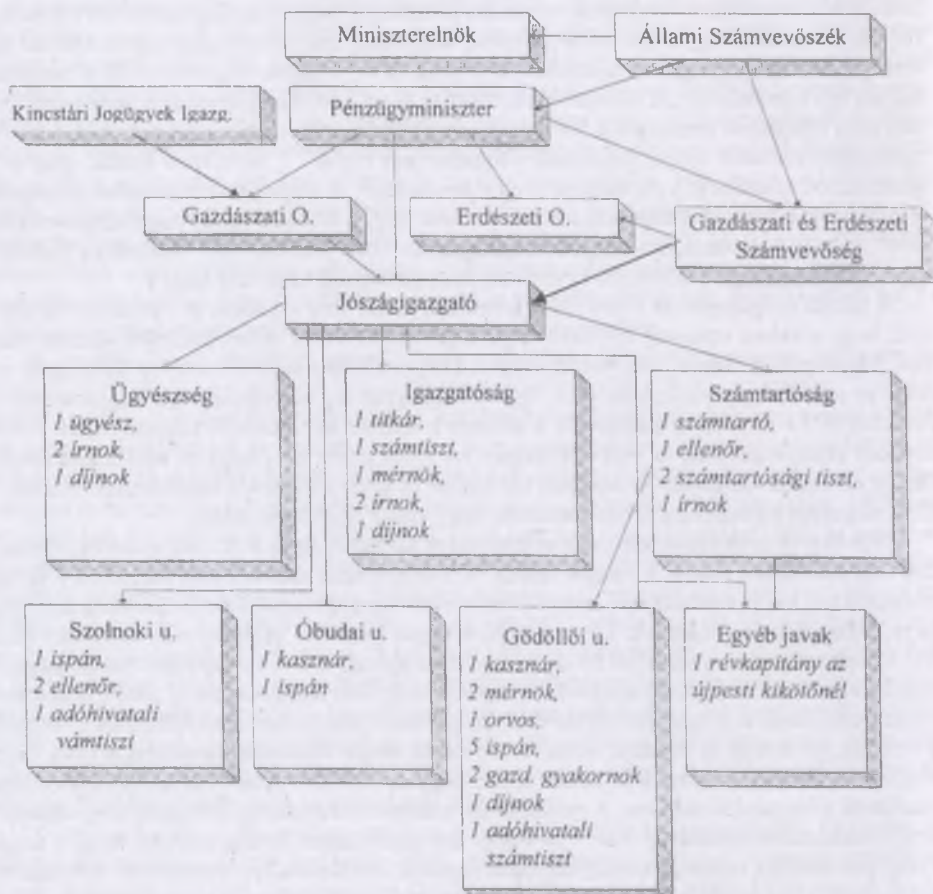 Miniszterelnök
Állami Számvevőszék
Kincstári Jogügyek Igazg.
Pénzügyminiszter
Gazdászati O.
Erdészeti O.
Gazdászati és Erdészeti
Számvevőség
Jószágigazgató
Ügyészség
1 ügyész,
2 írnok,
1 díjnok
Igazgatóság
1 titkár,
1 számtiszt,
1 mérnök,
2 írnok,
1 díjnok
Számtartóság
1 számtartó,
1 ellenőr,
2 számtartósági tiszt,
1 írnok
Szolnoki u.
1 ispán,
2 ellenőr,
1 adóhivatali
vámtiszt
Óbudai u.
1 kasznár,
1 ispán
Gödöllői u.
1 kasznár,
2 mérnök,
1 orvos,
5 ispán,
2 gazd. gyakornok
1 díjnok
1 adóhivatali
számtiszt
Egyéb javak
1 révkapitány az
újpesti kikötőnél